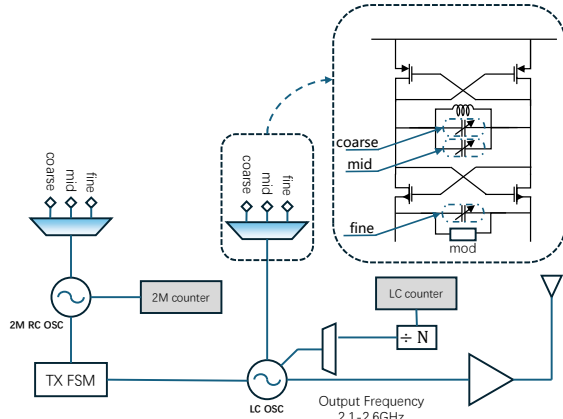 coarse
mid
fine
mod
coarse
mid
fine
coarse
mid
fine
2M counter
2M RC OSC
LC counter
÷ N
TX FSM
LC OSC
Output Frequency
2.1-2.6GHz